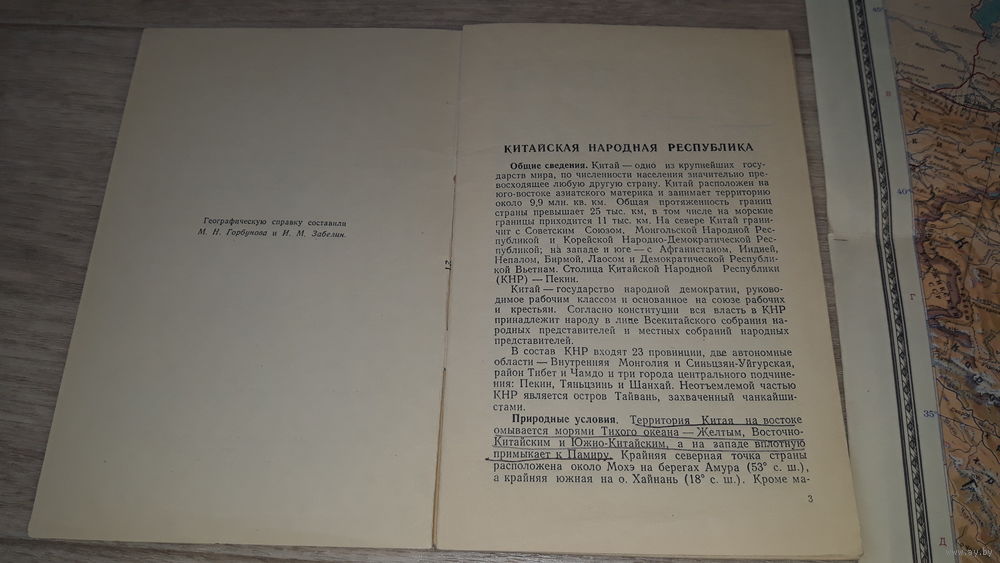 Географическую справку составили
М. Н. Горбунова и И. М. Забелин.
КИТАЙСКАЯ НАРОДНАЯ РЕСПУБЛИКА
Общие сведения. Китай — одно из крупнейших госу-
дарств мира, по численности населения значительно пре-
восходящее любую другую страну. Китай расположен на
юго-востоке азиатского материка и занимает территорию
около 9,9 млн. кв. км. Общая протяженность границ
страны превышает 25 тыс. км, в том числе на морские
границы приходится 11 тыс. км. На севере Китай грани-
чит с Советским Союзом, Монгольской Народной Рес-
публикой и Корейской Народно-Демократической Рес-
публикой; на западе и юге — с Афганистаном, Индией,
Непалом, Бирмой, Лаосом и Демократической Республи-
кой Вьетнам. Столица Китайской Народной Республики
(КНР) — Пекин.
Китай — государство народной демократии, руково-
димое рабочим классом и основанное на союзе рабочих
и крестьян. Согласно конституции вся власть в КНР
принадлежит народу в лице Всекитайского собрания на-
родных представителей и местных собраний народных
представителей.
В состав КНР входят 23 провинции, две автономные
области — Внутренняя Монголия и Синьцзян-Уйгурская,
район Тибет и Чамдо и три города центрального подчине-
ния: Пекин, Тяньцзинь и Шанхай. Неотъемлемой частью
КНР является остров Тайвань, захваченный чанкайши-
стами.
Природные условия. Территория Китая на востоке
омывается морями Тихого океана — Желтым, Восточно-
Китайским и Южно-Китайским, а на западе вплотную
примыкает к Памиру. Крайняя северная точка страны
расположена около Мохэ на берегах Амура (53° с. ш.),
а крайняя южная на о. Хайнань (18° с. ш.). Кроме ма-
3
45°
В
40°
Г
35°
Д
www.ay.by